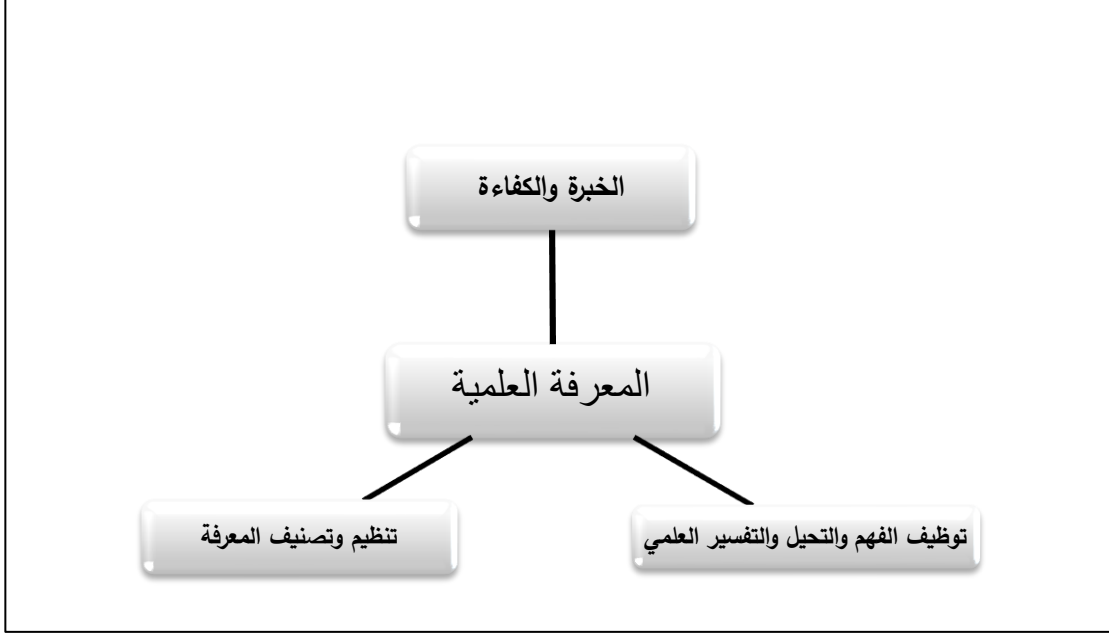 الخبرة والكفاءة
المعرفة العلمية
توظيف الفهم والتحيل والتفسير العلمي
تنظيم وتصنيف المعرفة